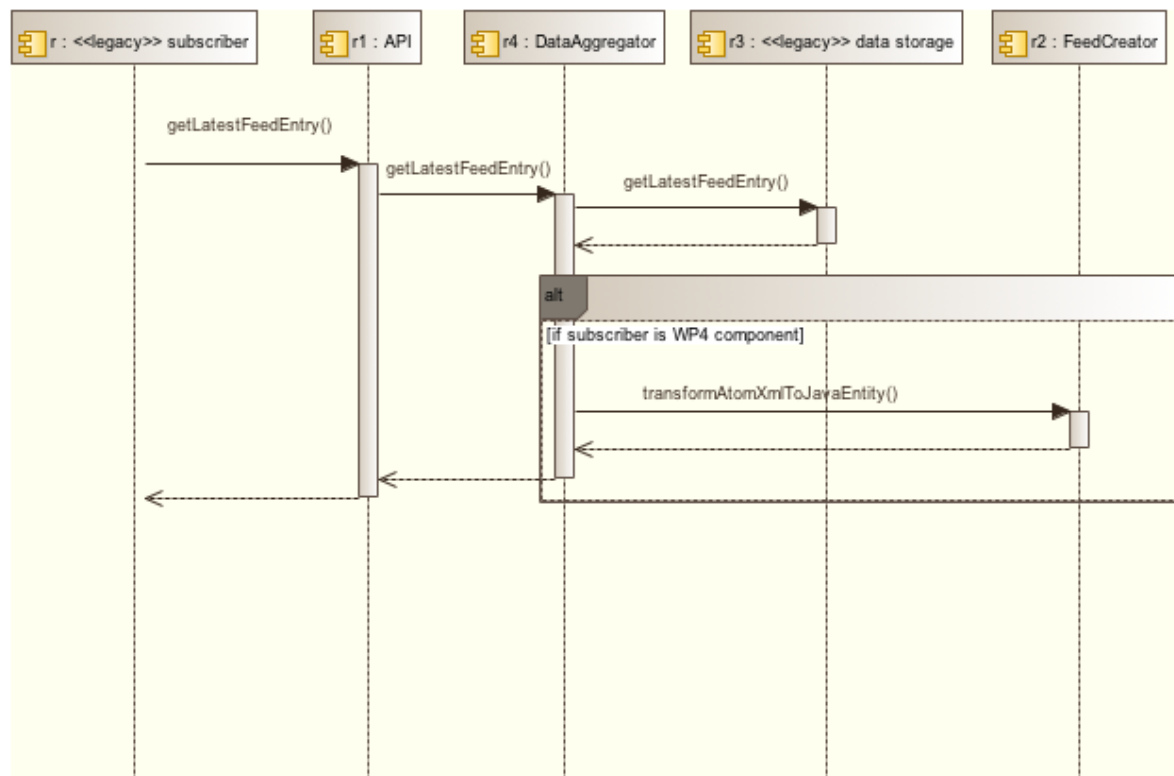 r : <<legacy>> subscriber
r1 : API
r4 : DataAggregator
r3 : <<legacy>> data storage
r2 : FeedCreator
getLatestFeedEntry()
getLatestFeedEntry()
getLatestFeedEntry()
alt
[if subscriber is WP4 component]
transformAtomXmlToJavaEntity()